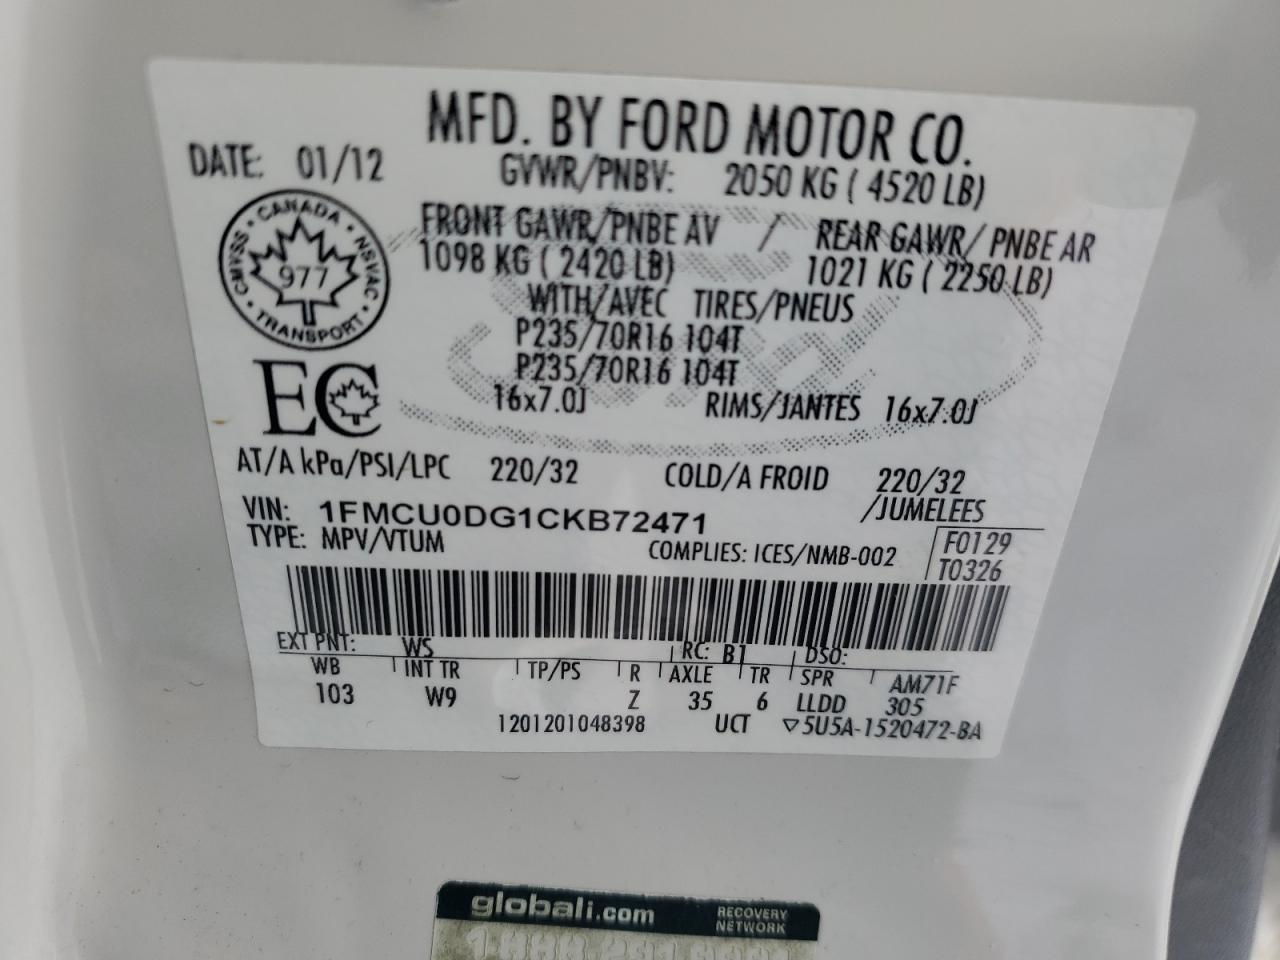 MFD. BY FORD MOTOR CO.
DATE: 01/12
GVWR/PNBV: 2050 KG ( 4520 LB)
FRONT GAWR/PNBE AV / REAR GAWR/ PNBE AR
1098 KG ( 2420 LB) 1021 KG ( 2250 LB)
WITH/AVEC TIRES/PNEUS
P235/70R16 104T
P235/70R16 104T
16x7.0J RIMS/JANTES 16x7.0J
CANADA
CMVSS 977 NSVAC
TRANSPORT
EC
AT/A kPa/PSI/LPC 220/32 COLD/A FROID 220/32
VIN: 1FMCU0DG1CKB72471 /JUMELEES
TYPE: MPV/VTUM COMPLIES: ICES/NMB-002 F0129
T0326
EXT PNT: WS RC: B1 DSO:
WB INT TR TP/PS R AXLE TR SPR AM71F
103 W9 Z 35 6 LLDD 305
1201201048398 UCT ▽5U5A-1520472-BA
globali.com RECOVERY
NETWORK